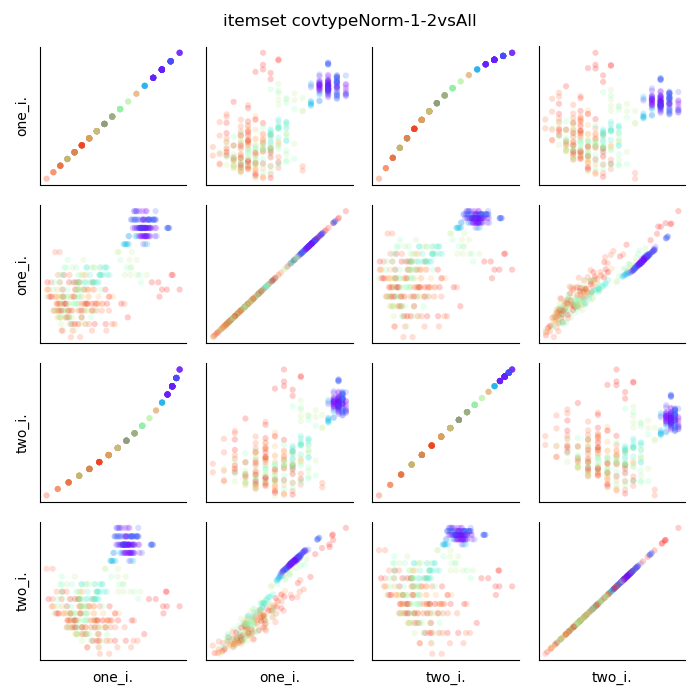 itemset covtypeNorm-1-2vsAll
one_i.
one_i.
two_i.
two_i.
one_i. one_i. two_i. two_i.